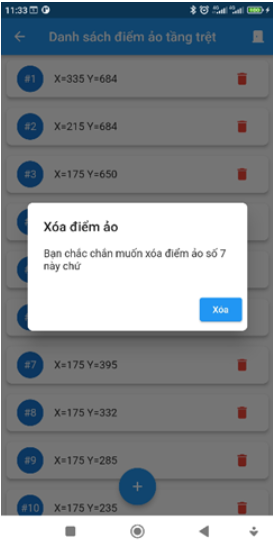 11:33
Danh sách điểm ảo tầng trệt
#1 X=335 Y=684
#2 X=215 Y=684
#3 X=175 Y=650
Xóa điểm ảo
Bạn chắc chắn muốn xóa điểm ảo số 7
này chứ
Xóa
#7 X=175 Y=395
#8 X=175 Y=332
#9 X=175 Y=285
+
#10 X=175 Y=235